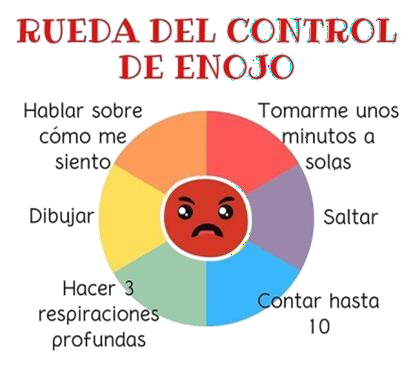 RUEDA DEL CONTROL
DE ENOJO
Hablar sobre
cómo me
siento
Tomarme unos
minutos a
solas
Dibujar
Saltar
Hacer 3
respiraciones
profundas
Contar hasta
10